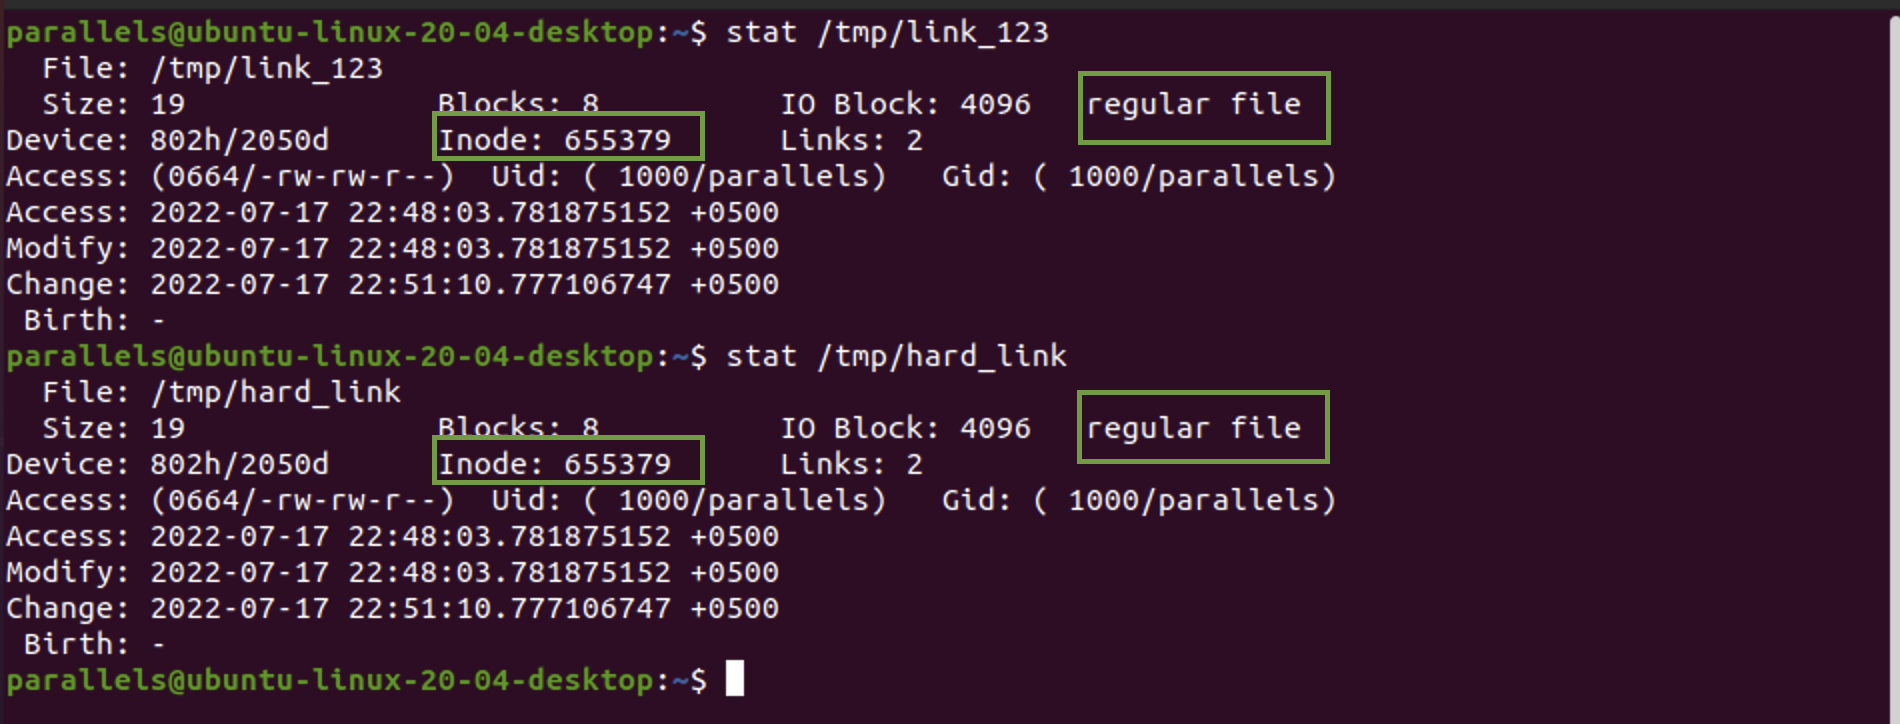 parallels@ubuntu-linux-20-04-desktop:~$ stat /tmp/link_123
  File: /tmp/link_123
  Size: 19              Blocks: 8          IO Block: 4096   regular file
Device: 802h/2050d      Inode: 655379      Links: 2
Access: (0664/-rw-rw-r--)  Uid: ( 1000/parallels)   Gid: ( 1000/parallels)
Access: 2022-07-17 22:48:03.781875152 +0500
Modify: 2022-07-17 22:48:03.781875152 +0500
Change: 2022-07-17 22:51:10.777106747 +0500
 Birth: -
parallels@ubuntu-linux-20-04-desktop:~$ stat /tmp/hard_link
  File: /tmp/hard_link
  Size: 19              Blocks: 8          IO Block: 4096   regular file
Device: 802h/2050d      Inode: 655379      Links: 2
Access: (0664/-rw-rw-r--)  Uid: ( 1000/parallels)   Gid: ( 1000/parallels)
Access: 2022-07-17 22:48:03.781875152 +0500
Modify: 2022-07-17 22:48:03.781875152 +0500
Change: 2022-07-17 22:51:10.777106747 +0500
 Birth: -
parallels@ubuntu-linux-20-04-desktop:~$